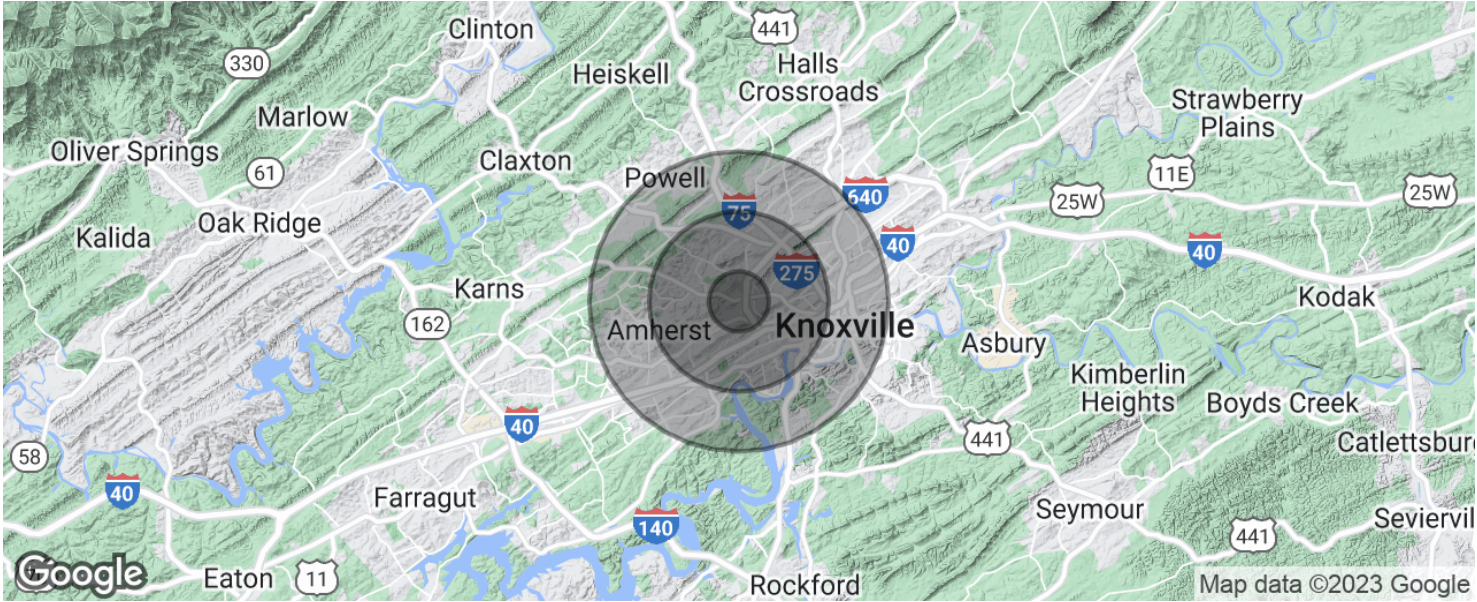 Clinton
441
330
Heiskell
Halls
Crossroads
Marlow
Strawberry
Plains
Oliver Springs
61
Claxton
Powell
11E
25W
25W
640
75
Oak Ridge
Kalida
40
40
275
Karns
Kodak
162
Amherst
Knoxville
Asbury
Kimberlin
Heights
Boyds Creek
40
441
Catlettsburg
58
40
Farragut
Seymour
140
Seviervil
441
Google
Eaton
11
Rockford
Map data ©2023 Google